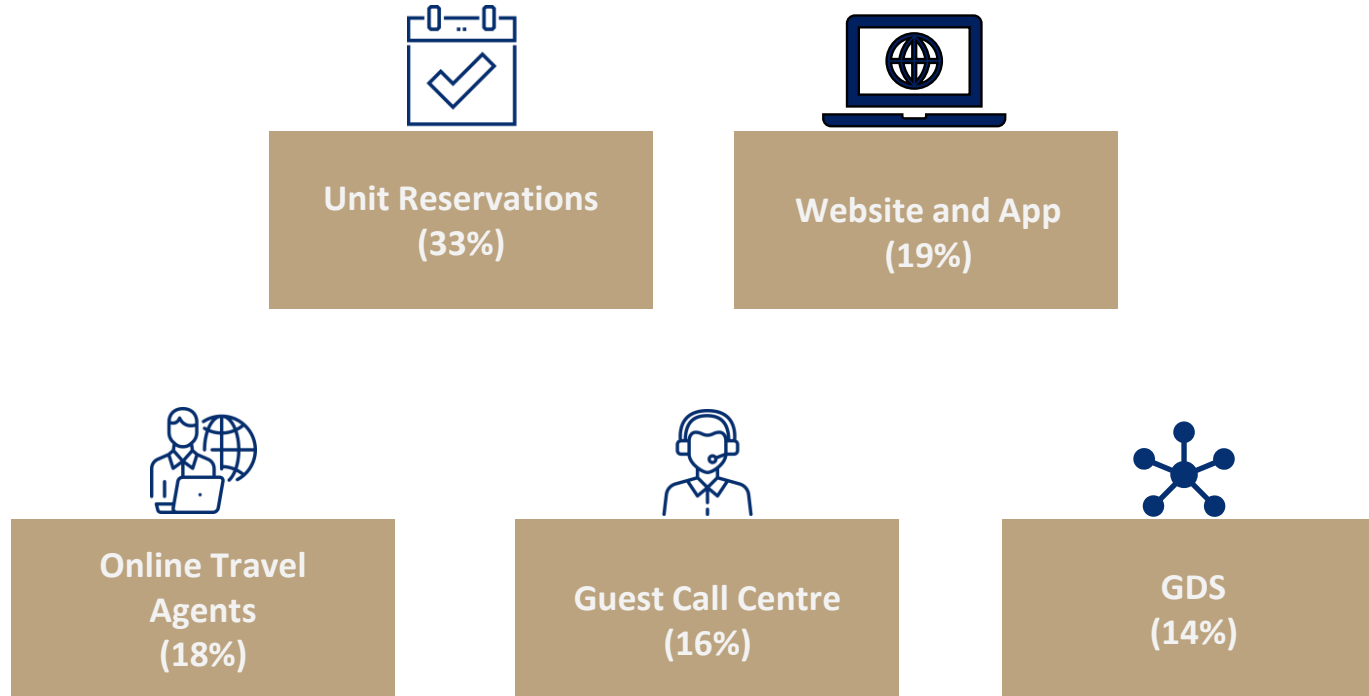 Unit Reservations
(33%)
Website and App
(19%)
Online Travel
Agents
(18%)
Guest Call Centre
(16%)
GDS
(14%)